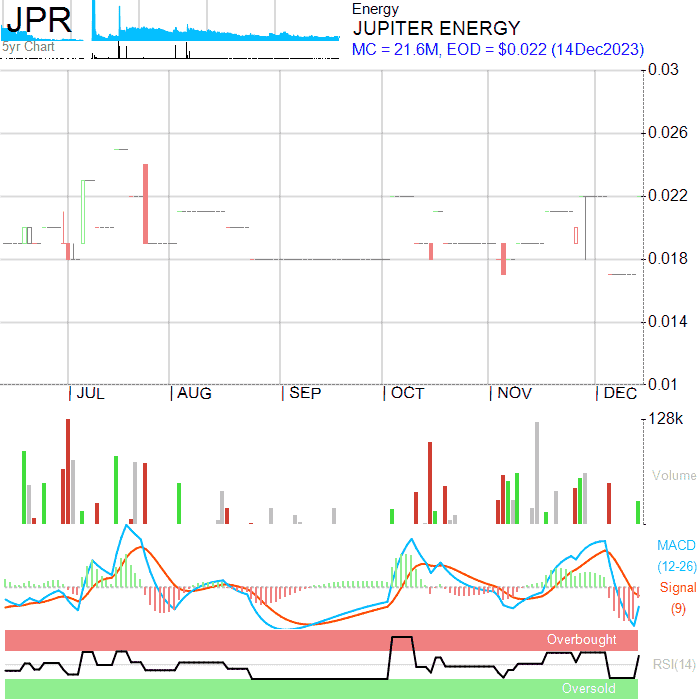 JPR
5yr Chart
Energy
JUPITER ENERGY
MC = 21.6M, EOD = $0.022 (14Dec2023)
0.03
0.026
0.022
0.018
0.014
0.01
JUL AUG SEP OCT NOV DEC
128k
Volume
MACD
(12-26)
Signal
(9)
Overbought
RSI(14)
Oversold